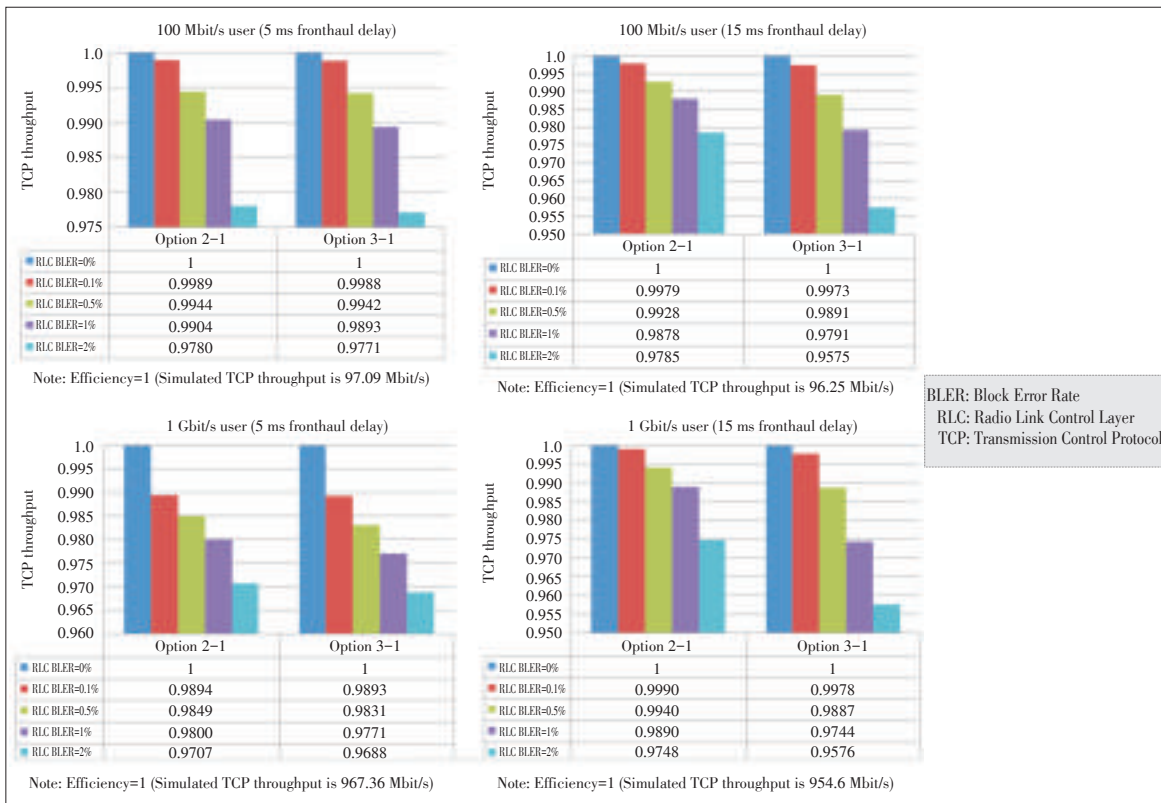 100 Mbit/s user (5 ms fronthaul delay)
TCP throughput
1.0
0.995
0.990
0.985
0.980
0.975
Option 2-1 Option 3-1
RLC BLER=0% 1 1
RLC BLER=0.1% 0.9989 0.9988
RLC BLER=0.5% 0.9944 0.9942
RLC BLER=1% 0.9904 0.9893
RLC BLER=2% 0.9780 0.9771
Note: Efficiency=1 (Simulated TCP throughput is 97.09 Mbit/s)
100 Mbit/s user (15 ms fronthaul delay)
TCP throughput
1.0
0.995
0.990
0.985
0.980
0.975
0.970
0.965
0.960
0.955
0.950
Option 2-1 Option 3-1
RLC BLER=0% 1 1
RLC BLER=0.1% 0.9979 0.9973
RLC BLER=0.5% 0.9928 0.9891
RLC BLER=1% 0.9878 0.9791
RLC BLER=2% 0.9785 0.9575
Note: Efficiency=1 (Simulated TCP throughput is 96.25 Mbit/s)
1 Gbit/s user (5 ms fronthaul delay)
TCP throughput
1.0
0.995
0.990
0.985
0.980
0.970
0.965
0.960
Option 2-1 Option 3-1
RLC BLER=0% 1 1
RLC BLER=0.1% 0.9894 0.9893
RLC BLER=0.5% 0.9849 0.9831
RLC BLER=1% 0.9800 0.9771
RLC BLER=2% 0.9707 0.9688
Note: Efficiency=1 (Simulated TCP throughput is 967.36 Mbit/s)
1 Gbit/s user (15 ms fronthaul delay)
TCP throughput
1.0
0.995
0.990
0.985
0.980
0.975
0.970
0.965
0.960
0.955
0.950
Option 2-1 Option 3-1
RLC BLER=0% 1 1
RLC BLER=0.1% 0.9990 0.9978
RLC BLER=0.5% 0.9940 0.9887
RLC BLER=1% 0.9890 0.9744
RLC BLER=2% 0.9748 0.9576
Note: Efficiency=1 (Simulated TCP throughput is 954.6 Mbit/s)
BLER: Block Error Rate
RLC: Radio Link Control Layer
TCP: Transmission Control Protocol